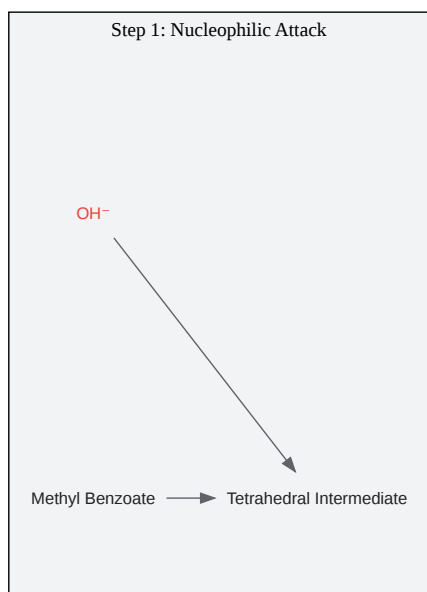 Step 1: Nucleophilic Attack
OH⁻
Methyl Benzoate
Tetrahedral Intermediate